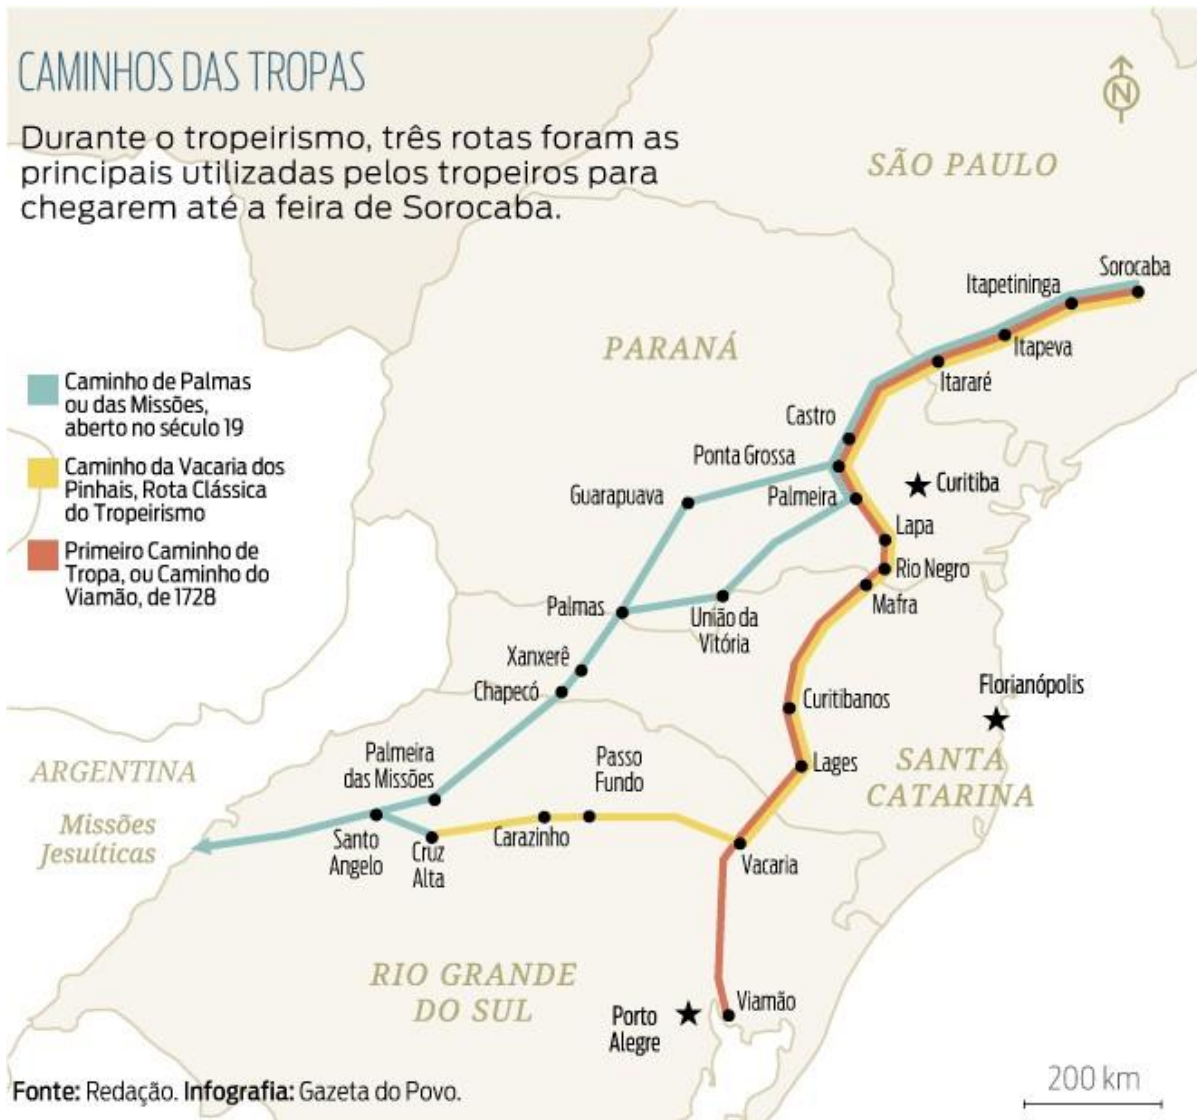 CAMINHOS DAS TROPAS
Durante o tropeirismo, três rotas foram as
principais utilizadas pelos tropeiros para
chegarem até a feira de Sorocaba.
N
SÃO PAULO
Sorocaba
Itapetininga
Itapeva
Itararé
PARANÁ
Caminho de Palmas
ou das Missões,
aberto no século 19
Caminho da Vacaria dos
Pinhais, Rota Clássica
do Tropeirismo
Primeiro Caminho de
Tropa, ou Caminho do
Viamão, de 1728
Castro
Ponta Grossa
Guarapuava
Palmeira
Curitiba
Lapa
Rio Negro
Mafra
Palmas
União da
Vitória
Xanxerê
Chapecó
Curitibanos
Florianópolis
Lages
SANTA
CATARINA
ARGENTINA
Missões
Jesuíticas
Palmeira
das Missões
Passo
Fundo
Santo
Angelo
Cruz
Alta
Carazinho
Vacaria
RIO GRANDE
DO SUL
Porto
Alegre
Viamão
200 km
Fonte: Redação. Infografia: Gazeta do Povo.